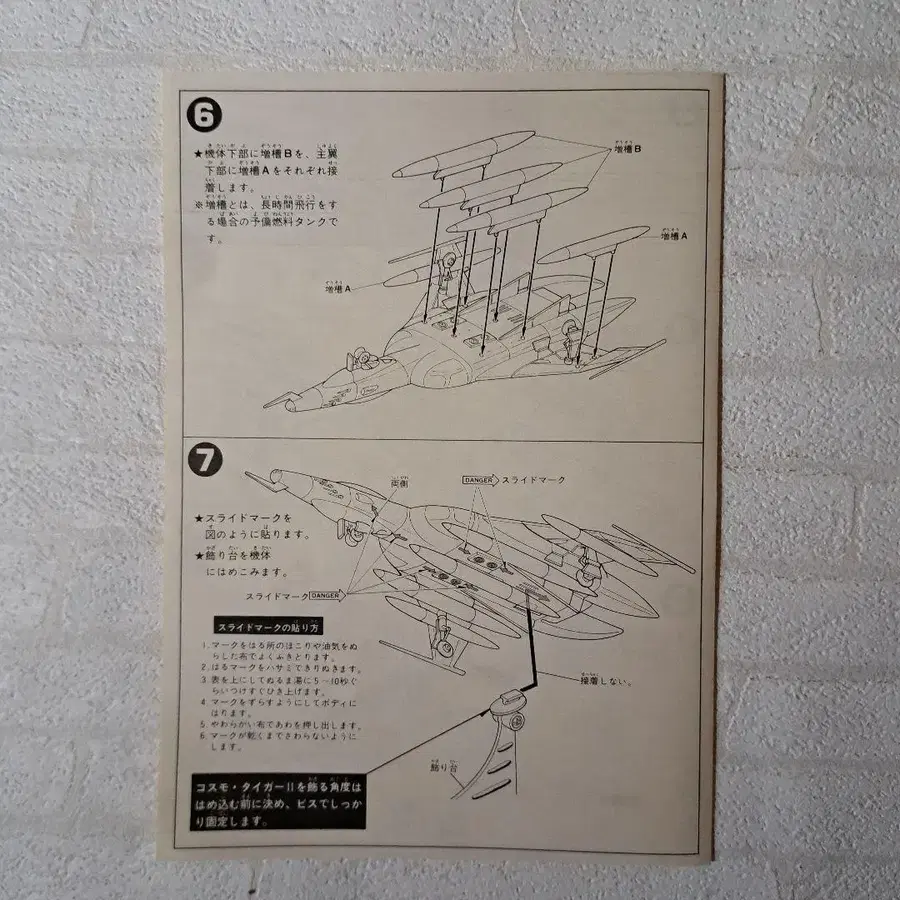 6
★機体下部に増槽Bを、主翼
下部に増槽Aをそれぞれ接
着します。
※増槽とは、長時間飛行をす
る場合の予備燃料タンクで
す。
増槽B
増槽A
増槽A
7
両側
DANGER スライドマーク
★スライドマークを
図のように貼ります。
★飾り台を機体
にはめこみます。
スライドマーク DANGER
スライドマークの貼り方
1. マークをはる所のほこりや油気をぬ
らした布でよくふきとります。
2. はるマークをハサミできりぬきます。
3. 表を上にしてぬるま湯に5~10秒ぐ
らいつけすぐひき上げます。
4. マークをずらすようにしてボディに
はります。
5. やわらかい布であわを押し出します。
6. マークが乾くまでさわらないように
します。
接着しない。
飾り台
コスモ・タイガーIIを飾る角度は
はめ込む前に決め、ビスでしっか
り固定します。